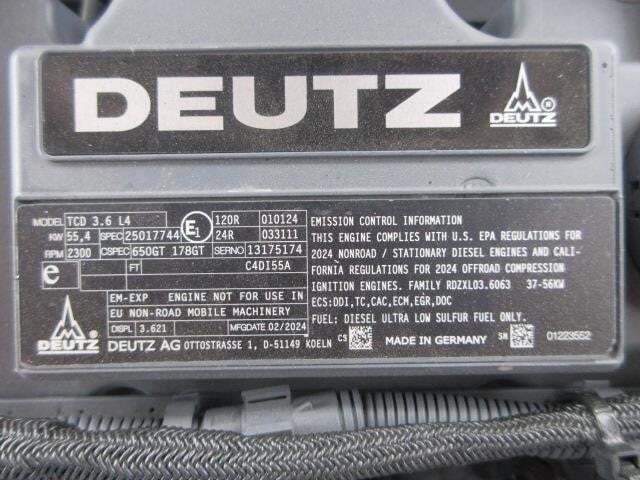 DEUTZ
DEUTZ®
MODEL TCD 3.6 L4
KW 55,4 SPEC 25017744
RPM 2300 CSPEC 650GT 178GT
E1
120R 010124
24R 033111
SERNO 13175174
e FT C4DI55A
EM-EXP ENGINE NOT FOR USE IN
EU NON-ROAD MOBILE MACHINERY
DISPL 3.621 MFGDATE 02/2024
EMISSION CONTROL INFORMATION
THIS ENGINE COMPLIES WITH U.S. EPA REGULATIONS FOR
2024 NONROAD / STATIONARY DIESEL ENGINES AND CALI-
FORNIA REGULATIONS FOR 2024 OFFROAD COMPRESSION
IGNITION ENGINES. FAMILY RDZXL03.6063 37-56KW
ECS:DDI,TC,CAC,ECM,EGR,DOC
FUEL: DIESEL ULTRA LOW SULFUR FUEL ONLY.
DEUTZ
DEUTZ AG OTTOSTRASSE 1, D-51149 KOELN CS MADE IN GERMANY SN 01223552